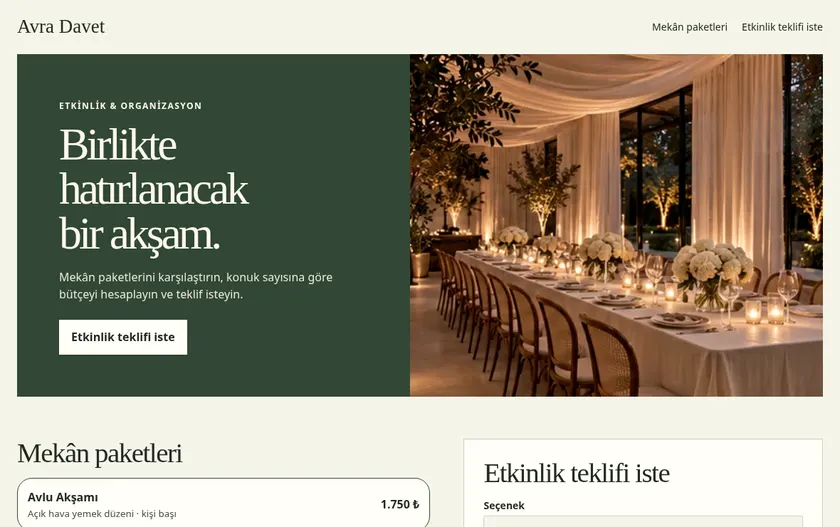 Avra Davet
Mekân paketleri
Etkinlik teklifi iste
ETKİNLİK & ORGANİZASYON
Birlikte
hatırlanacak
bir akşam.
Mekân paketlerini karşılaştırın, konuk sayısına göre
bütçeyi hesaplayın ve teklif isteyin.
Etkinlik teklifi iste
Mekân paketleri
Avlu Akşamı
Açık hava yemek düzeni · kişi başı
1.750 ₺
Etkinlik teklifi iste
Seçenek